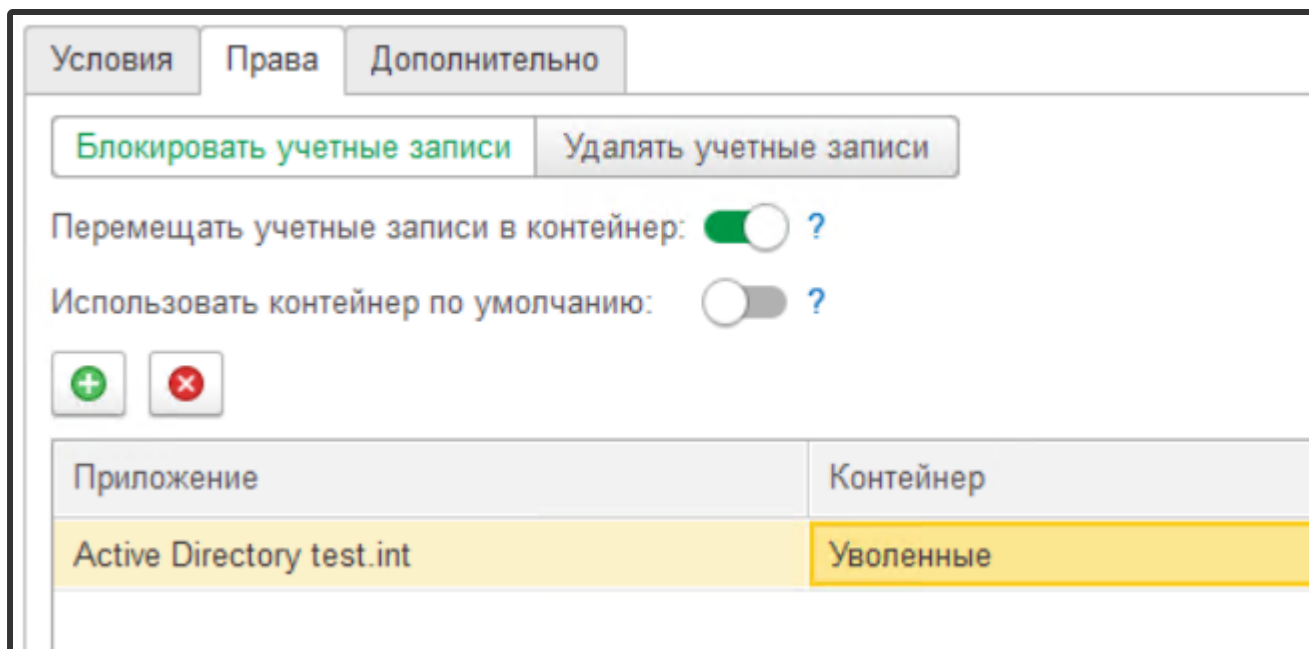 Условия Права Дополнительно
Блокировать учетные записи Удалять учетные записи
Перемещать учетные записи в контейнер: ?
Использовать контейнер по умолчанию: ?
Приложение Контейнер
Active Directory test.int Уволенные